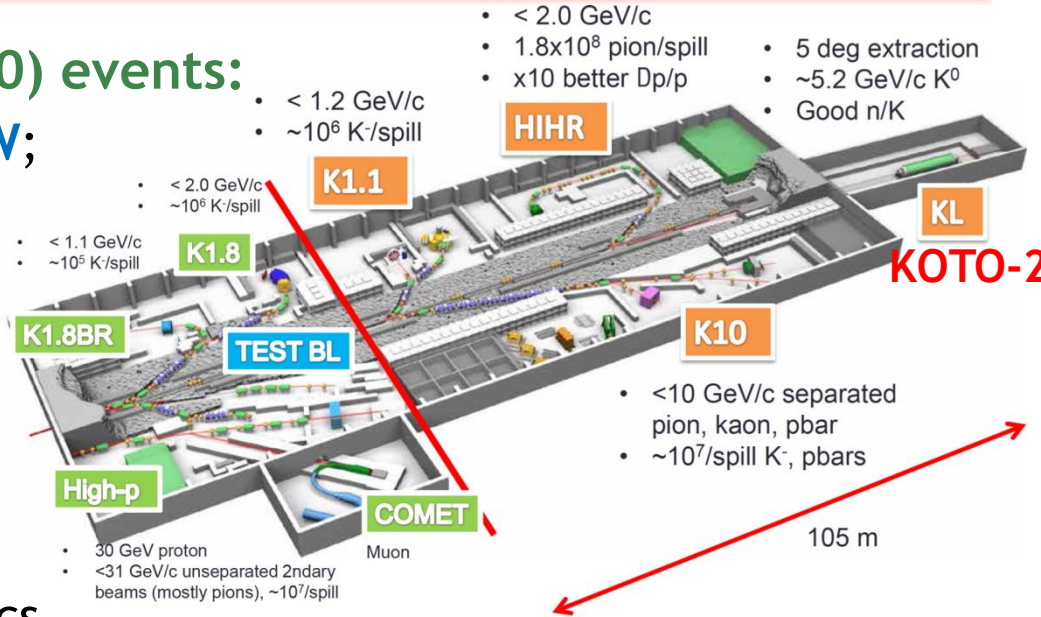 • < 2.0 GeV/c
• 1.8x10⁸ pion/spill
• x10 better Dp/p
• 5 deg extraction
• ~5.2 GeV/c K⁰
• Good n/K
0) events:
• < 1.2 GeV/c
• ~10⁶ K⁻/spill
HIHR
;
K1.1
• < 2.0 GeV/c
• ~10⁶ K⁻/spill
KL
• < 1.1 GeV/c
• ~10⁵ K⁻/spill
K1.8
KOTO-2
K1.8BR
TEST BL
K10
• <10 GeV/c separated
pion, kaon, pbar
• ~10⁷/spill K⁻, pbars
High-p
COMET
105 m
• 30 GeV proton
• <31 GeV/c unseparated 2ndary
beams (mostly pions), ~10⁷/spill
Muon